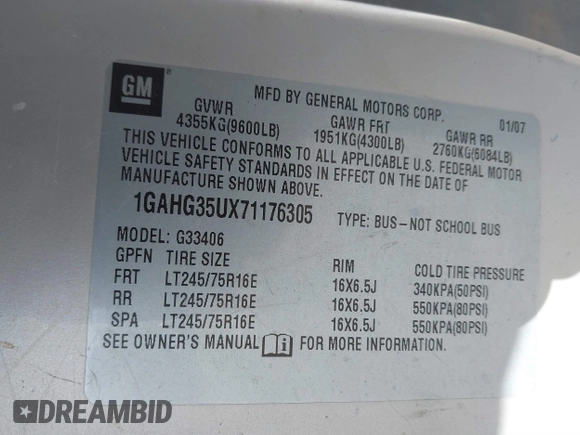 GM
MFD BY GENERAL MOTORS CORP. 01/07
GVWR GAWR FRT GAWR RR
4355KG(9600LB) 1951KG(4300LB) 2760KG(6084LB)
THIS VEHICLE CONFORMS TO ALL APPLICABLE U.S. FEDERAL MOTOR
VEHICLE SAFETY STANDARDS IN EFFECT ON THE DATE OF
MANUFACTURE SHOWN ABOVE.
1GAHG35UX71176305 TYPE: BUS-NOT SCHOOL BUS
MODEL: G33406
GPFN TIRE SIZE RIM COLD TIRE PRESSURE
FRT LT245/75R16E 16X6.5J 340KPA(50PSI)
RR LT245/75R16E 16X6.5J 550KPA(80PSI)
SPA LT245/75R16E 16X6.5J 550KPA(80PSI)
SEE OWNER'S MANUAL i FOR MORE INFORMATION.
DREAMBID